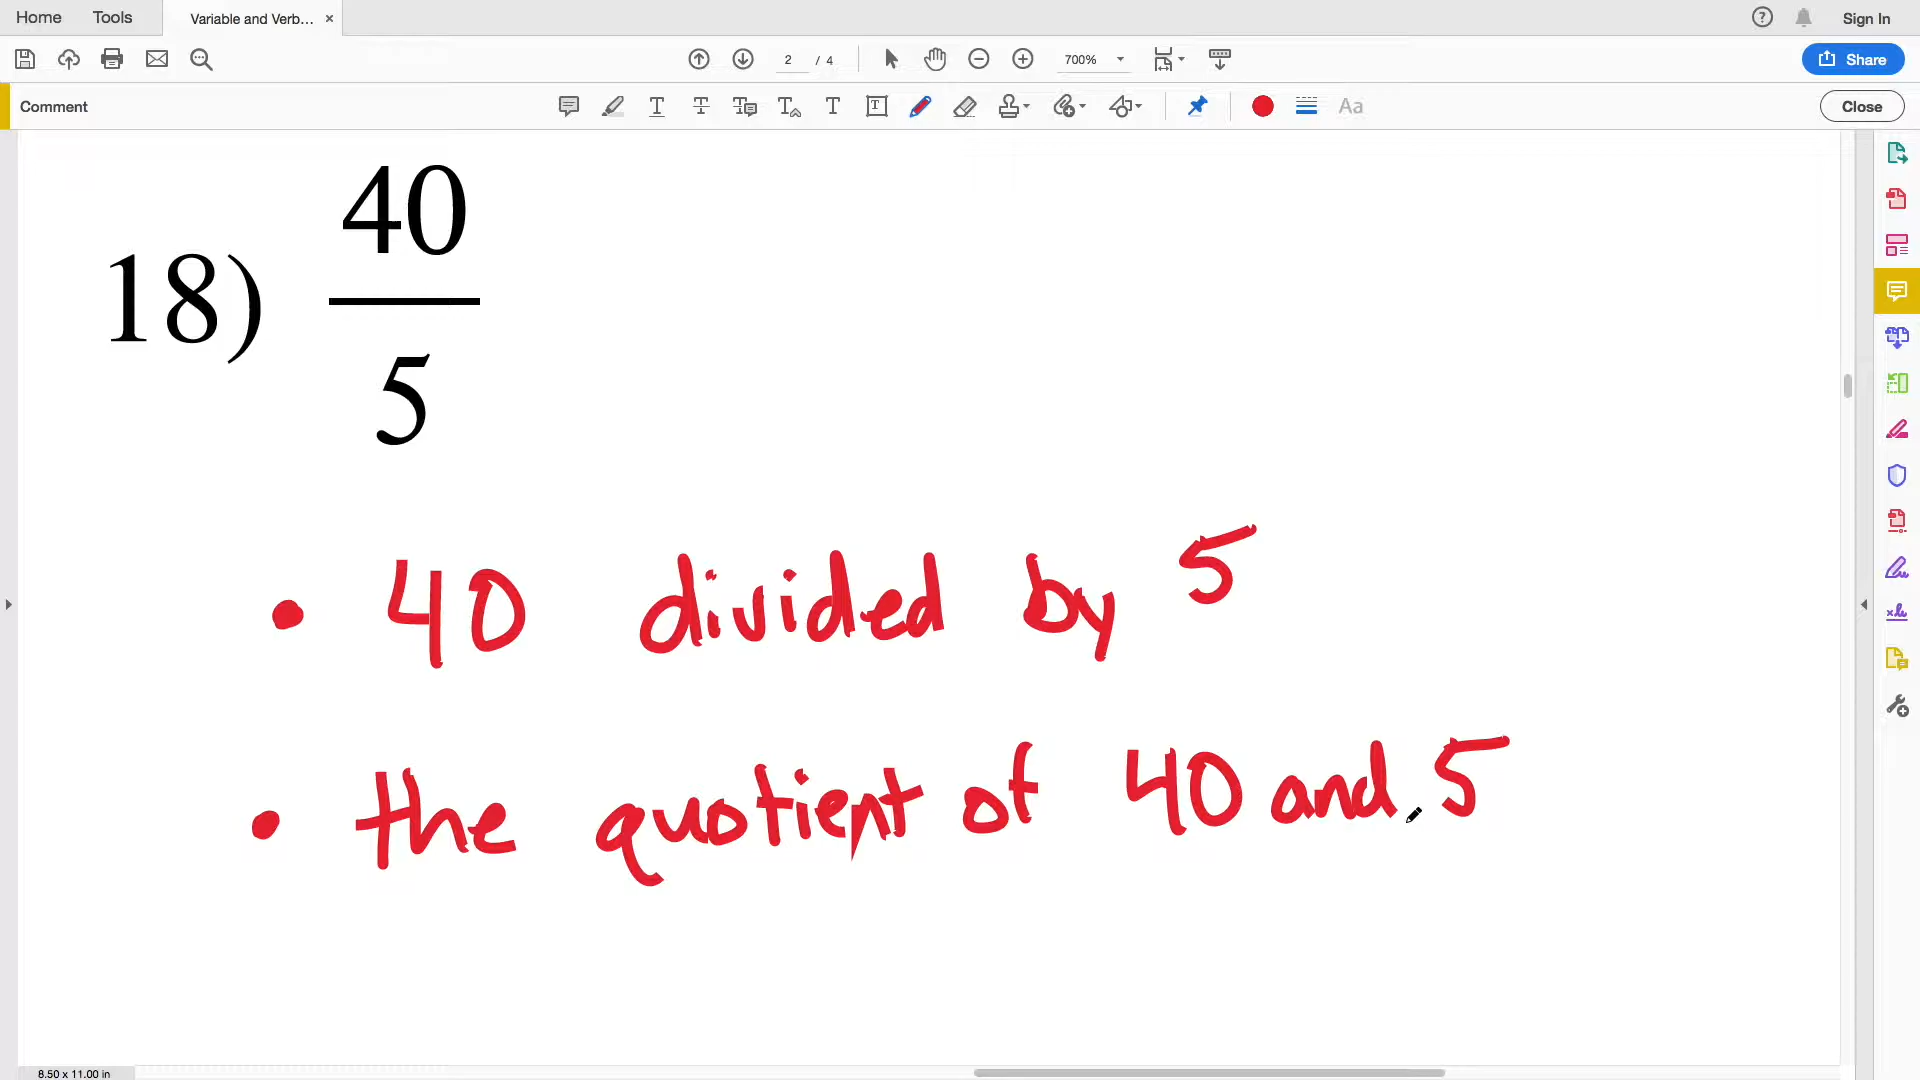 Home Tools Variable and Verb... × Sign In
2 / 4 700% Share
Comment Aa Close
40
18)
5
• 40 divided by 5
• the quotient of 40 and 5
8.50 x 11.00 in